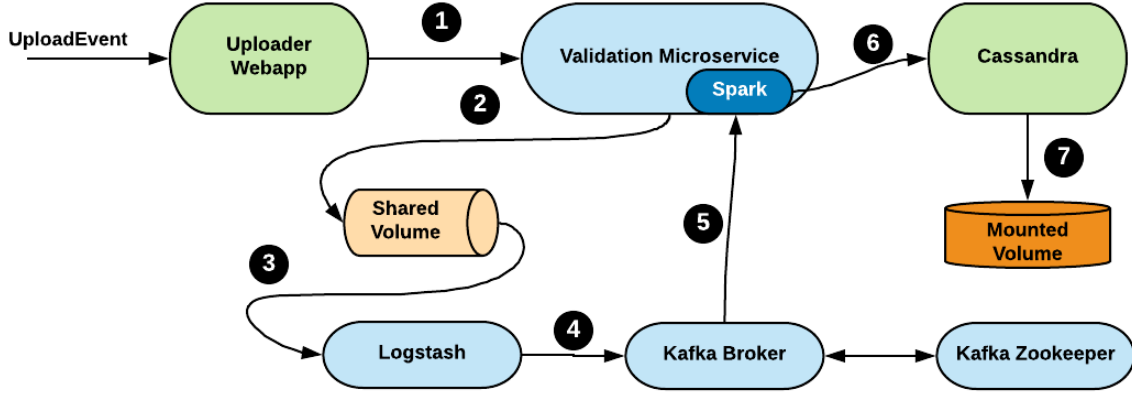 UploadEvent
Uploader
Webapp
1
Validation Microservice
Spark
6
Cassandra
2
7
Shared
Volume
5
Mounted
Volume
3
Logstash
4
Kafka Broker
Kafka Zookeeper